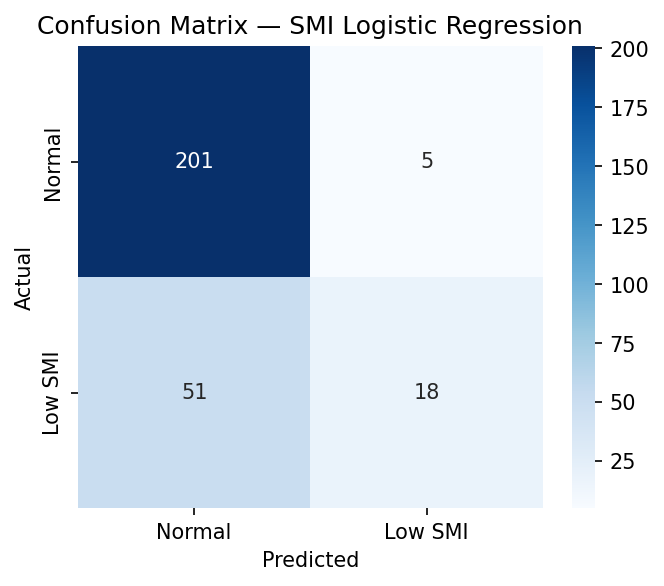 Confusion Matrix — SMI Logistic Regression
Actual
Normal
Low SMI
201
5
51
18
Normal
Low SMI
Predicted
200
175
150
125
100
75
50
25